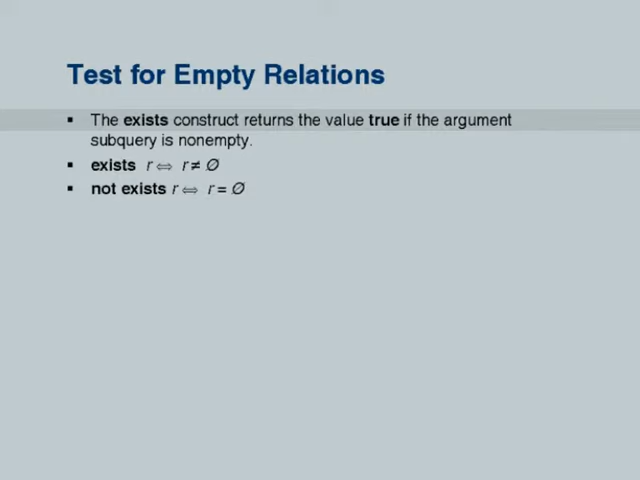 Test for Empty Relations
▪ The exists construct returns the value true if the argument
subquery is nonempty.
▪ exists r ⇔ r ≠ Ø
▪ not exists r ⇔ r = Ø